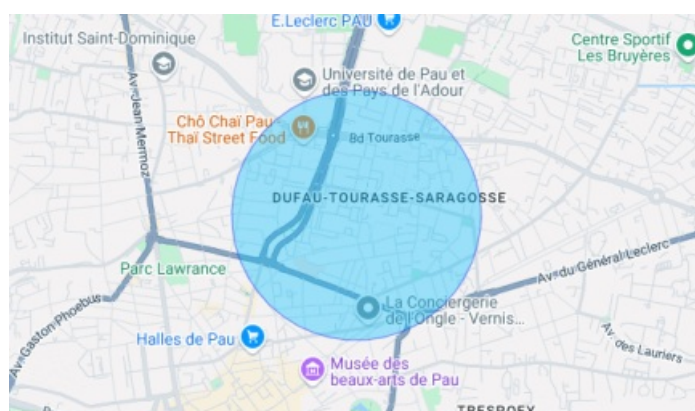 E.Leclerc PAU
Institut Saint-Dominique
Centre Sportif
Les Bruyères
Université de Pau et
des Pays de l'Adour
Av. Jean Mermoz
Chô Chaï Pau -
Thaï Street Food
Bd Tourasse
DUFAU-TOURASSE-SARAGOSSE
Parc Lawrance
Av. du Général Leclerc
Av. Gaston Phoebus
La Conciergerie
de l'Ongle - Vernis...
Halles de Pau
Av. des Lauriers
Musée des
beaux-arts de Pau
TRESPOEY